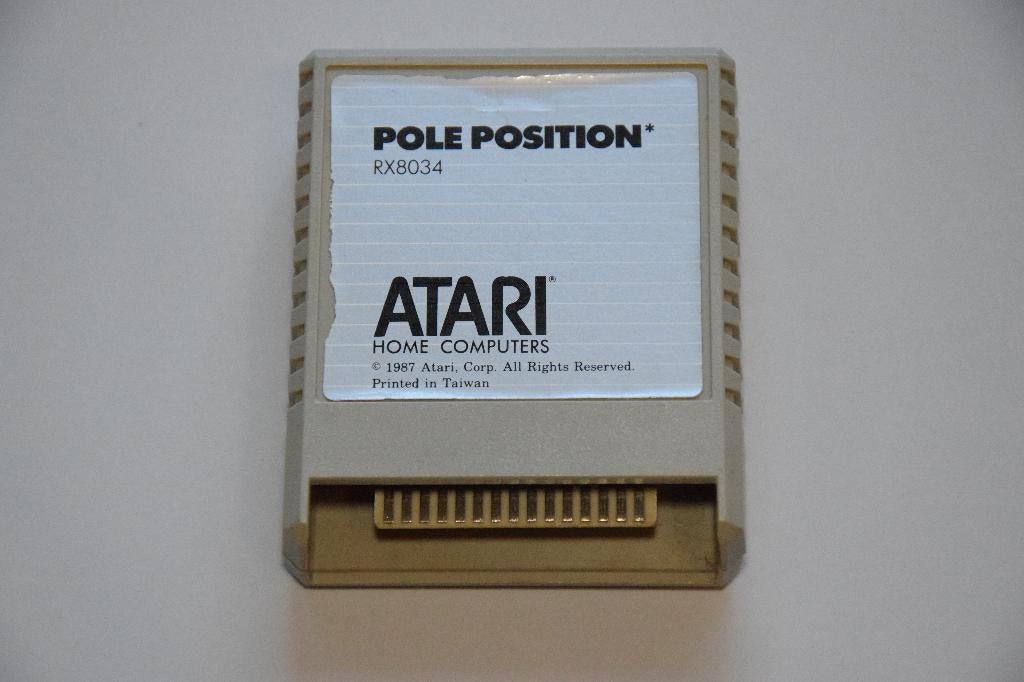 POLE POSITION*
RX8034
ATARI®
HOME COMPUTERS
© 1987 Atari, Corp. All Rights Reserved.
Printed in Taiwan